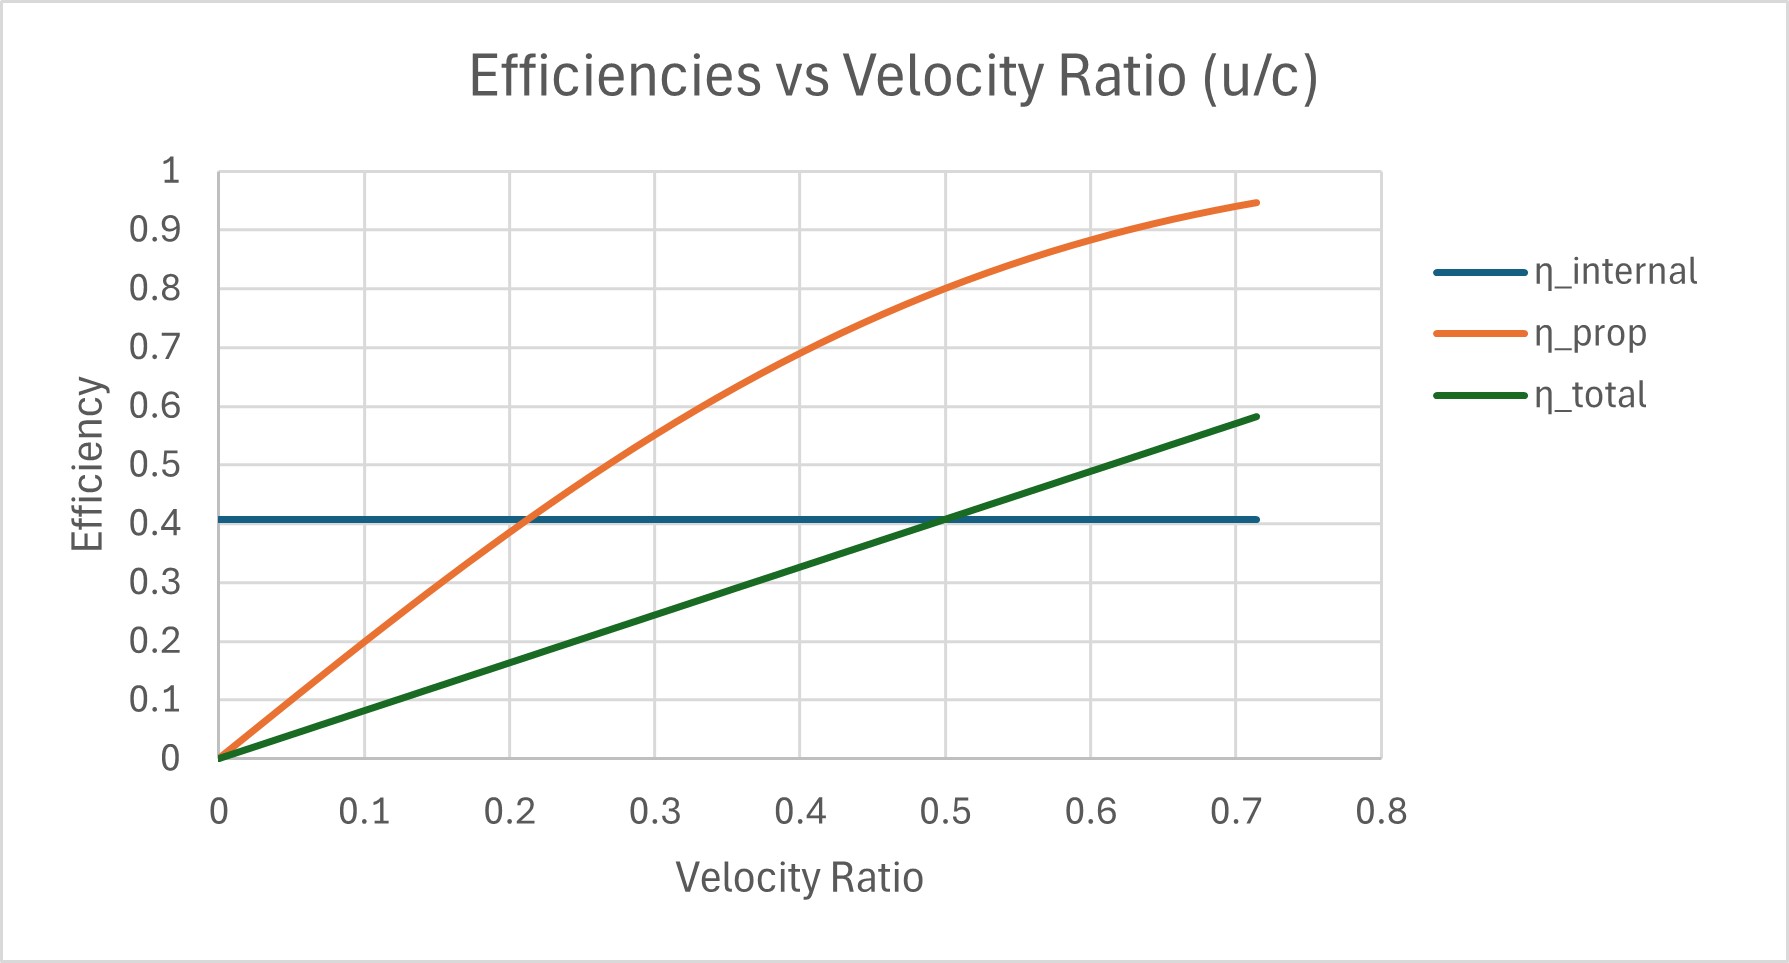 Efficiencies vs Velocity Ratio (u/c)
1
0.9
0.8
0.7
0.6
0.5
0.4
0.3
0.2
0.1
0
Efficiency
0 0.1 0.2 0.3 0.4 0.5 0.6 0.7 0.8
Velocity Ratio
η_internal
η_prop
η_total